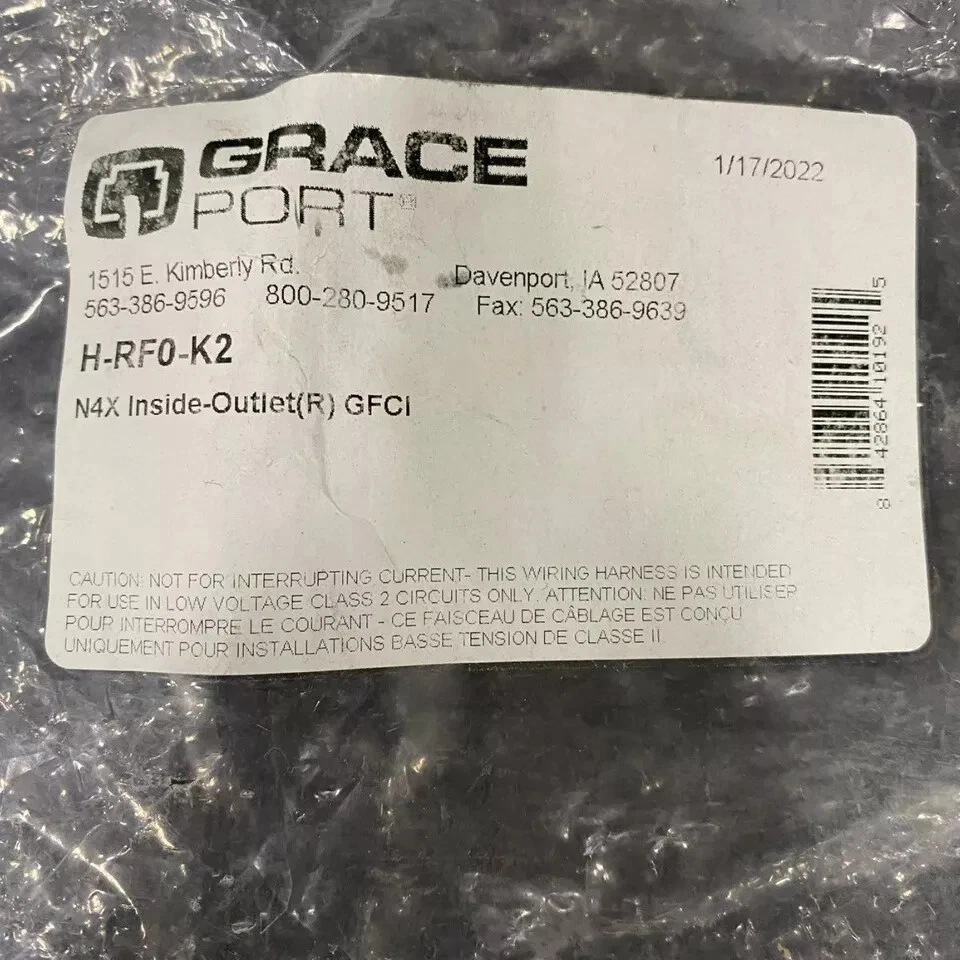 GRACE
PORT
1/17/2022
1515 E. Kimberly Rd. Davenport, IA 52807
563-386-9596 800-280-9517 Fax: 563-386-9639
H-RF0-K2
N4X Inside-Outlet(R) GFCI
8 42864 10192 5
CAUTION: NOT FOR INTERRUPTING CURRENT- THIS WIRING HARNESS IS INTENDED
FOR USE IN LOW VOLTAGE CLASS 2 CIRCUITS ONLY. ATTENTION: NE PAS UTILISER
POUR INTERROMPRE LE COURANT - CE FAISCEAU DE CÂBLAGE EST CONÇU
UNIQUEMENT POUR INSTALLATIONS BASSE TENSION DE CLASSE II.